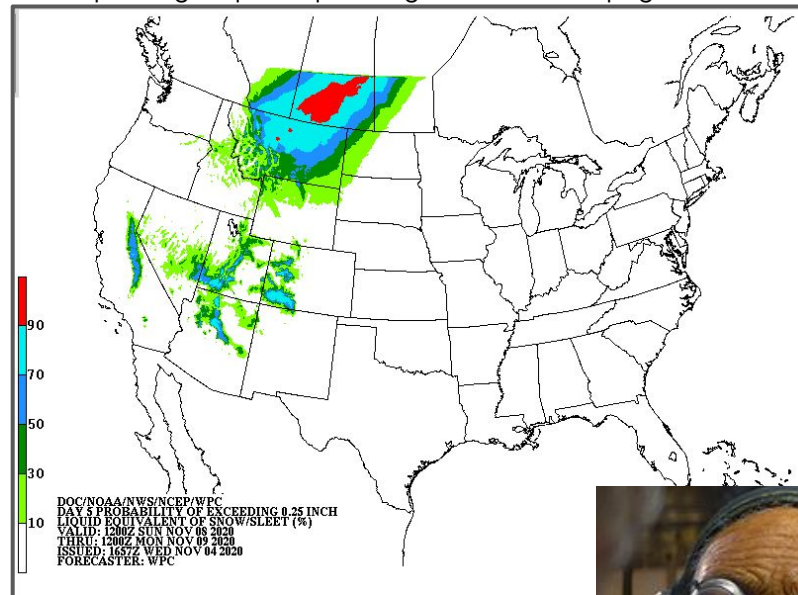 90
70
50
30
10
DOC/NOAA/NWS/NCEP/WPC
DAY 5 PROBABILITY OF EXCEEDING 0.25 INCH
LIQUID EQUIVALENT OF SNOW/SLEET (%)
VALID: 1200Z SUN NOV 08 2020
THRU: 1200Z MON NOV 09 2020
ISSUED: 1657Z WED NOV 04 2020
FORECASTER: WPC